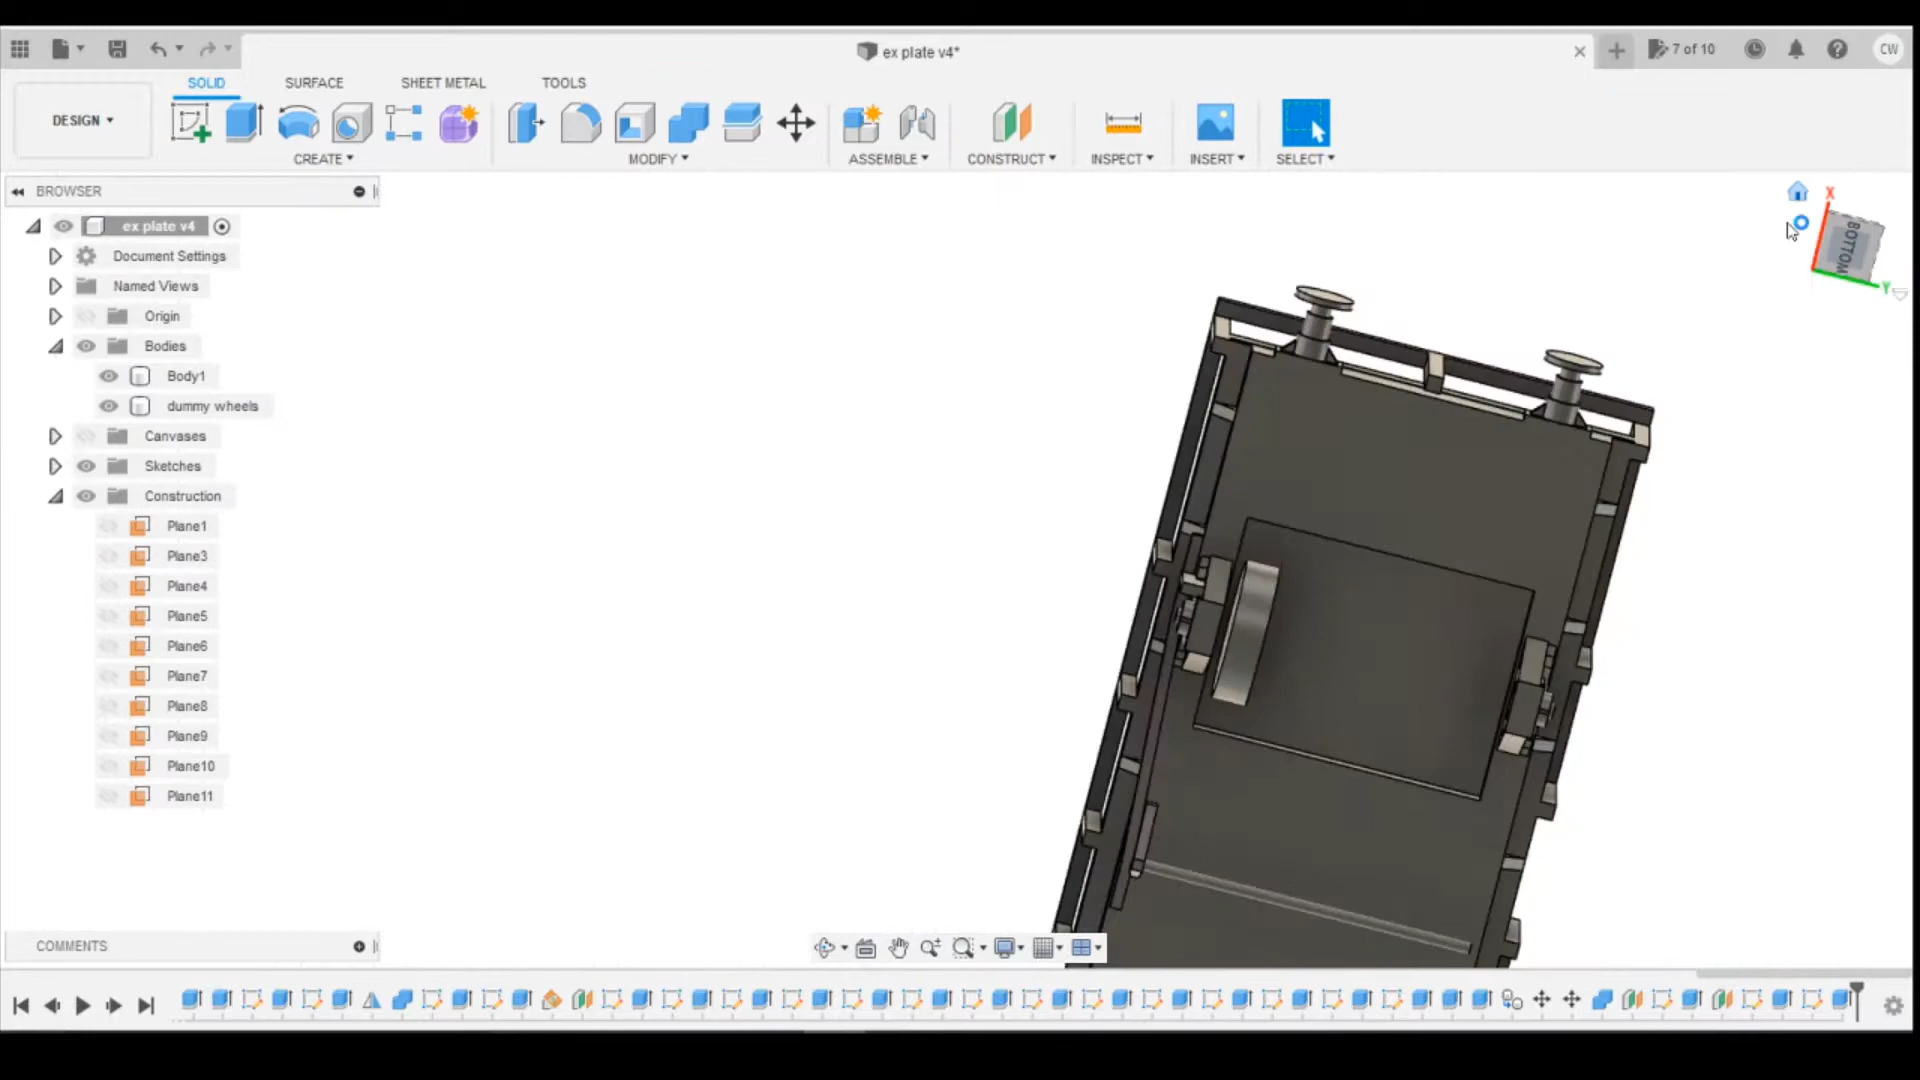 ex plate v4*
7 of 10
CW
SOLID
SURFACE
SHEET METAL
TOOLS
DESIGN
CREATE
MODIFY
ASSEMBLE
CONSTRUCT
INSPECT
INSERT
SELECT
BROWSER
ex plate v4
Document Settings
Named Views
Origin
Bodies
Body1
dummy wheels
Canvases
Sketches
Construction
Plane1
Plane3
Plane4
Plane5
Plane6
Plane7
Plane8
Plane9
Plane10
Plane11
X
BOTTOM
Y
COMMENTS